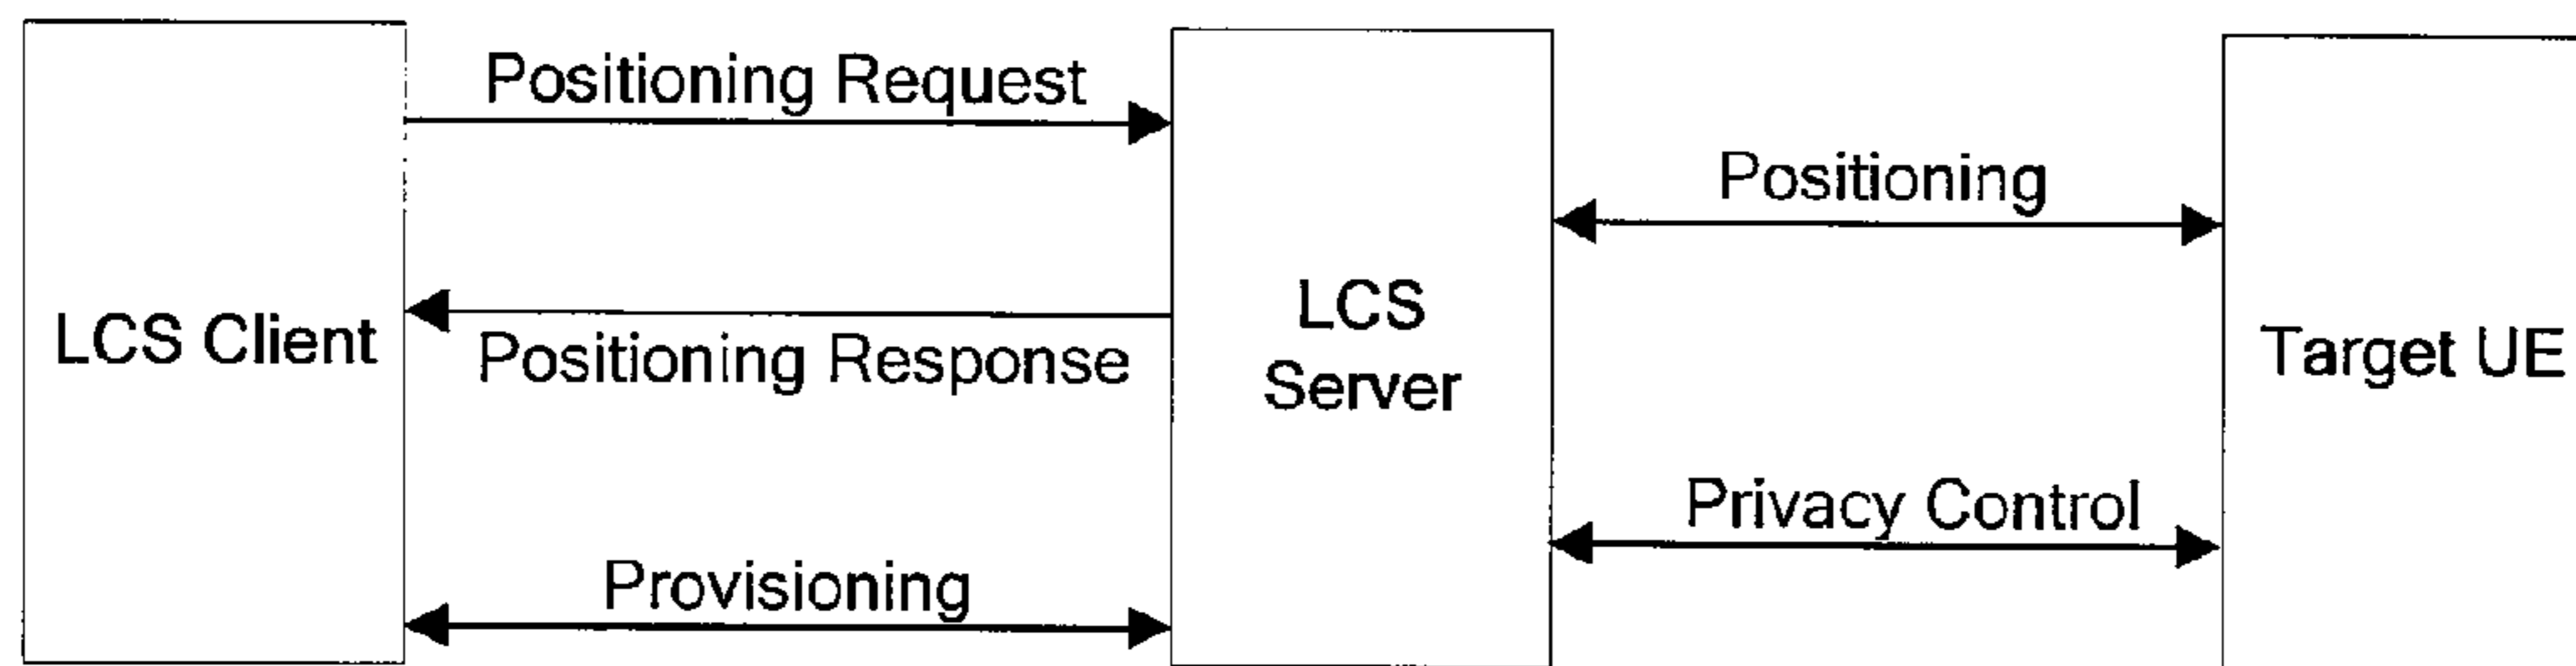 Positioning Request
Positioning
LCS Client
Positioning Response
LCS
Server
Target UE
Privacy Control
Provisioning